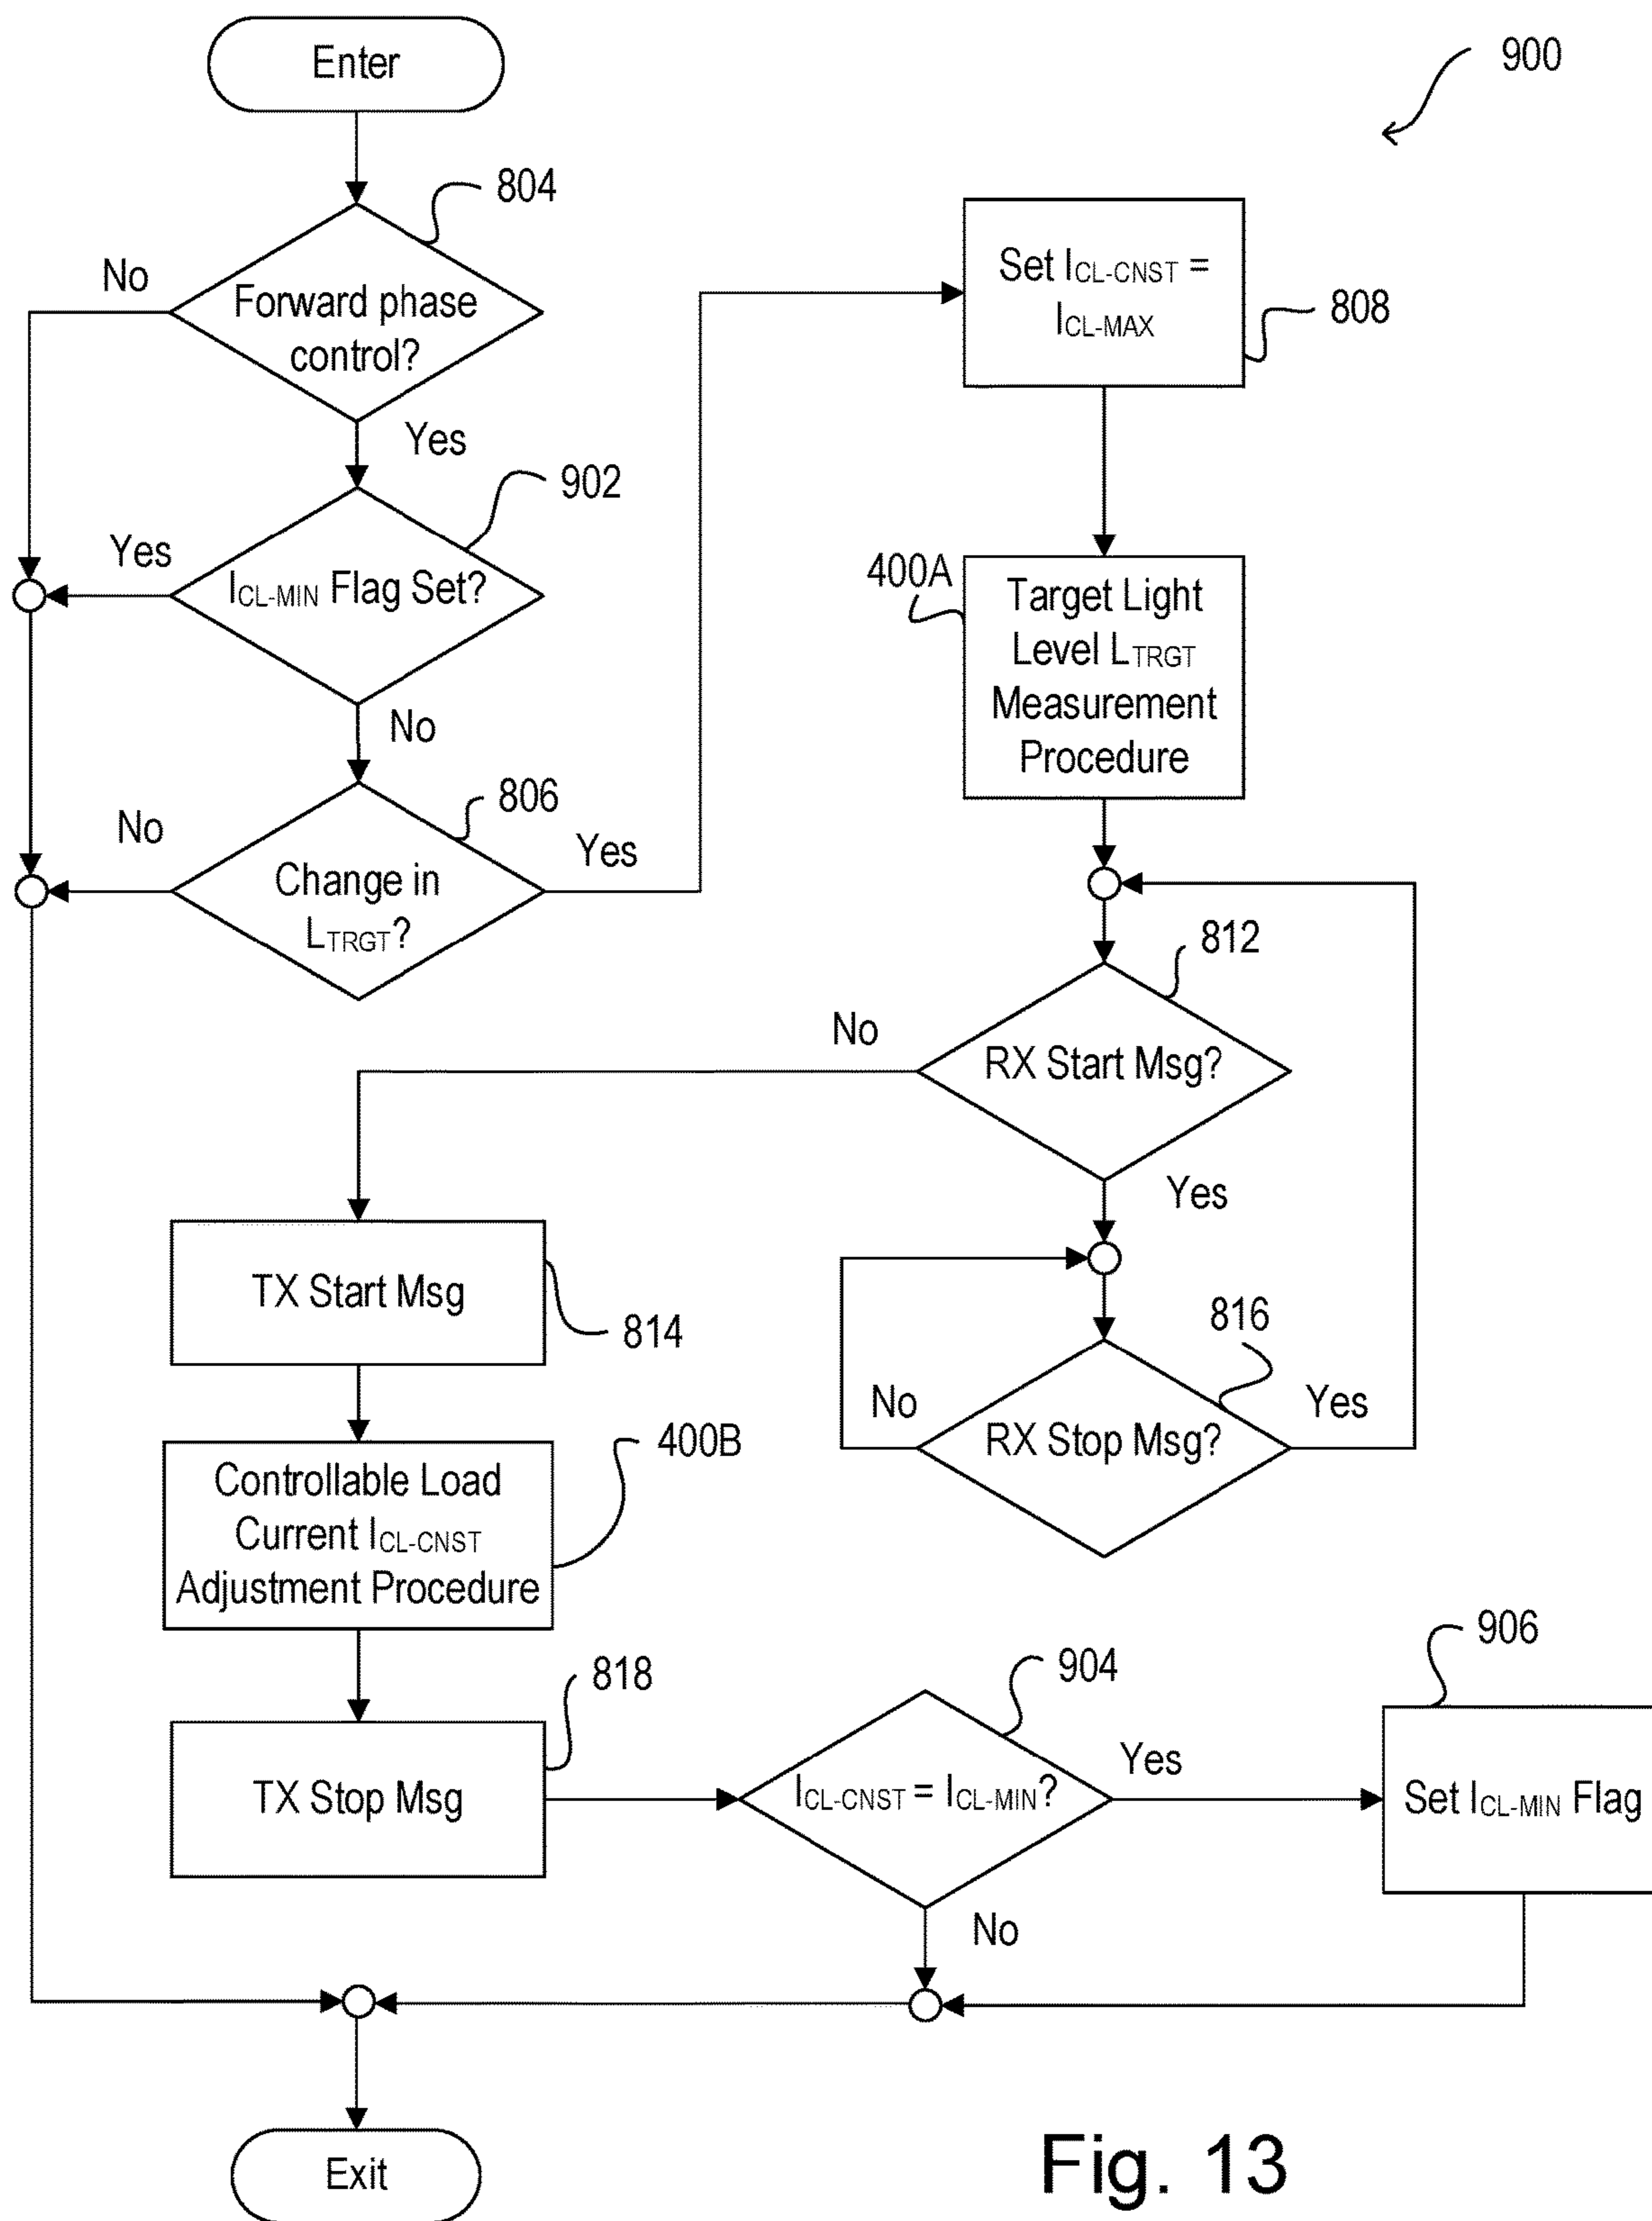 Enter
900
804
No
Forward phase
control?
Yes
902
Yes
ICL-MIN Flag Set?
No
806
No
Change in
LTRGT?
Yes
Set ICL-CNST =
ICL-MAX
808
400A
Target Light
Level LTRGT
Measurement
Procedure
812
No
RX Start Msg?
Yes
816
No
RX Stop Msg?
Yes
TX Start Msg
814
400B
Controllable Load
Current ICL-CNST
Adjustment Procedure
818
TX Stop Msg
904
ICL-CNST = ICL-MIN?
Yes
No
906
Set ICL-MIN Flag
Exit
Fig. 13